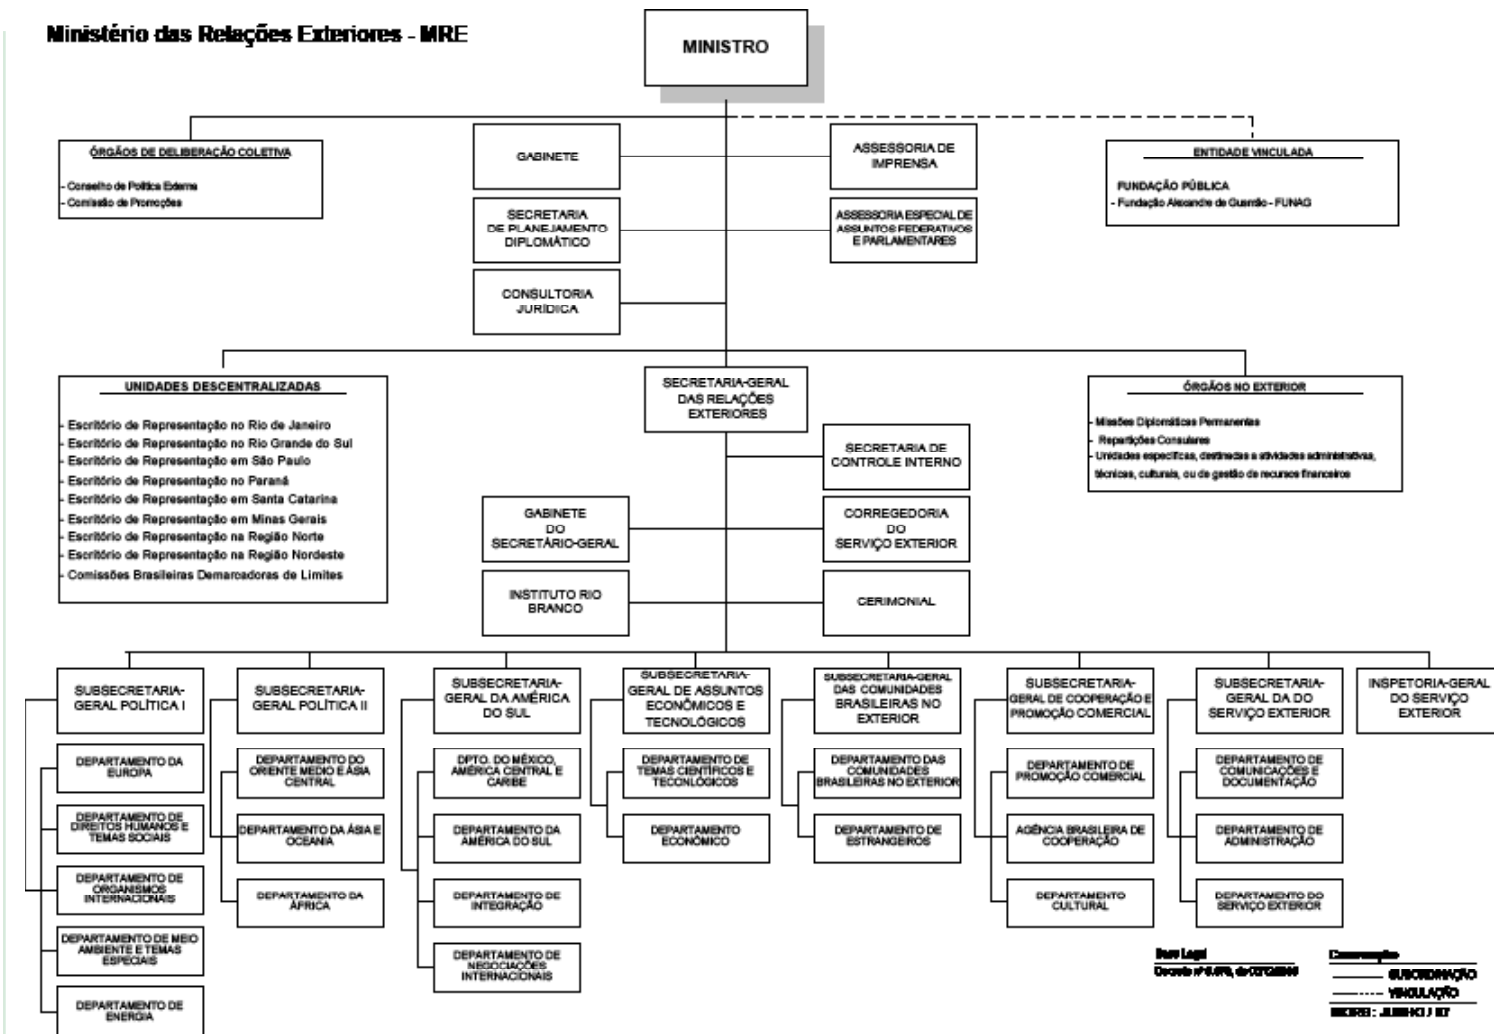 Ministério das Relações Exteriores - MRE
MINISTRO
ÓRGÃOS DE DELIBERAÇÃO COLETIVA
- Conselho de Política Externa
- Comissão de Promoções
GABINETE
ASSESSORIA DE
IMPRENSA
ENTIDADE VINCULADA
FUNDAÇÃO PÚBLICA
- Fundação Alexandre de Gusmão - FUNAG
SECRETARIA
DE PLANEJAMENTO
DIPLOMÁTICO
ASSESSORIA ESPECIAL DE
ASSUNTOS FEDERATIVOS
E PARLAMENTARES
CONSULTORIA
JURÍDICA
UNIDADES DESCENTRALIZADAS
- Escritório de Representação no Rio de Janeiro
- Escritório de Representação no Rio Grande do Sul
- Escritório de Representação em São Paulo
- Escritório de Representação no Paraná
- Escritório de Representação em Santa Catarina
- Escritório de Representação em Minas Gerais
- Escritório de Representação na Região Norte
- Escritório de Representação na Região Nordeste
- Comissões Brasileiras Demarcadoras de Limites
SECRETARIA-GERAL
DAS RELAÇÕES
EXTERIORES
ÓRGÃOS NO EXTERIOR
- Missões Diplomáticas Permanentes
- Repartições Consulares
- Unidades específicas, destinadas a atividades administrativas,
técnicas, culturais, ou de gestão de recursos financeiros
SECRETARIA DE
CONTROLE INTERNO
GABINETE
DO
SECRETÁRIO-GERAL
CORREGEDORIA
DO
SERVIÇO EXTERIOR
INSTITUTO RIO
BRANCO
CERIMONIAL
SUBSECRETARIA-
GERAL POLÍTICA I
SUBSECRETARIA-
GERAL POLÍTICA II
SUBSECRETARIA-
GERAL DA AMÉRICA
DO SUL
SUBSECRETARIA-
GERAL DE ASSUNTOS
ECONÔMICOS E
TECNOLÓGICOS
SUBSECRETARIA-GERAL
DAS COMUNIDADES
BRASILEIRAS NO
EXTERIOR
SUBSECRETARIA-
GERAL DE COOPERAÇÃO E
PROMOÇÃO COMERCIAL
SUBSECRETARIA-
GERAL DA DO
SERVIÇO EXTERIOR
INSPETORIA-GERAL
DO SERVIÇO
EXTERIOR
DEPARTAMENTO DA
EUROPA
DEPARTAMENTO DO
ORIENTE MEDIO E ÁSIA
CENTRAL
DPTO. DO MÉXICO,
AMÉRICA CENTRAL E
CARIBE
DEPARTAMENTO DE
TEMAS CIENTÍFICOS E
TECONLÓGICOS
DEPARTAMENTO DAS
COMUNIDADES
BRASILEIRAS NO EXTERIOR
DEPARTAMENTO DE
PROMOÇÃO COMERCIAL
DEPARTAMENTO DE
COMUNICAÇÕES E
DOCUMENTAÇÃO
DEPARTAMENTO DE
DIREITOS HUMANOS E
TEMAS SOCIAIS
DEPARTAMENTO DA ÁSIA E
OCEANIA
DEPARTAMENTO DA
AMÉRICA DO SUL
DEPARTAMENTO
ECONÔMICO
DEPARTAMENTO DE
ESTRANGEIROS
AGÊNCIA BRASILEIRA DE
COOPERAÇÃO
DEPARTAMENTO DE
ADMINISTRAÇÃO
DEPARTAMENTO DE
ORGANISMOS
INTERNACIONAIS
DEPARTAMENTO DA
ÁFRICA
DEPARTAMENTO DE
INTEGRAÇÃO
DEPARTAMENTO
CULTURAL
DEPARTAMENTO DO
SERVIÇO EXTERIOR
DEPARTAMENTO DE MEIO
AMBIENTE E TEMAS
ESPECIAIS
DEPARTAMENTO DE
NEGOCIAÇÕES
INTERNACIONAIS
DEPARTAMENTO DE
ENERGIA
Base Legal
Decreto nº
Convenções
SUBORDINAÇÃO
VINCULAÇÃO
JUNHO / 07